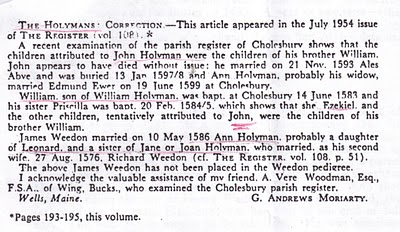 THE HOLYMANS: CORRECTION.—This article appeared in the July 1954 issue
of THE REGISTER (vol. 108). *
A recent examination of the parish register of Cholesbury shows that the
children attributed to John Holyman were the children of his brother William.
John appears to have died without issue: he married on 21 Nov. 1593 Ales
Abve and was buried 13 Jan 1597/8 and Ann Holyman, probably his widow,
married Edmund Ewer on 19 June 1599 at Cholesbury.
William, son of William Holyman, was bapt. at Cholesbury 14 June 1583 and
his sister Priscilla was bapt. 20 Feb. 1584/5, which shows that she, Ezekiel, and
the other children, tentatively attributed to John, were the children of his
brother William.
James Weedon married on 10 May 1586 Ann Holyman, probably a daughter
of Leonard, and a sister of Jane or Joan Holyman, who married, as his second
wife, 27 Aug. 1576, Richard Weedon (cf. THE REGISTER, vol. 108, p. 51).
The above James Weedon has not been placed in the Weedon pedigree.
I acknowledge the valuable assistance of my friend, A. Vere Woodman, Esq.,
F.S.A., of Wing, Bucks., who examined the Cholesbury parish register.
Wells, Maine. G. ANDREWS MORIARTY.
*Pages 193-195, this volume.